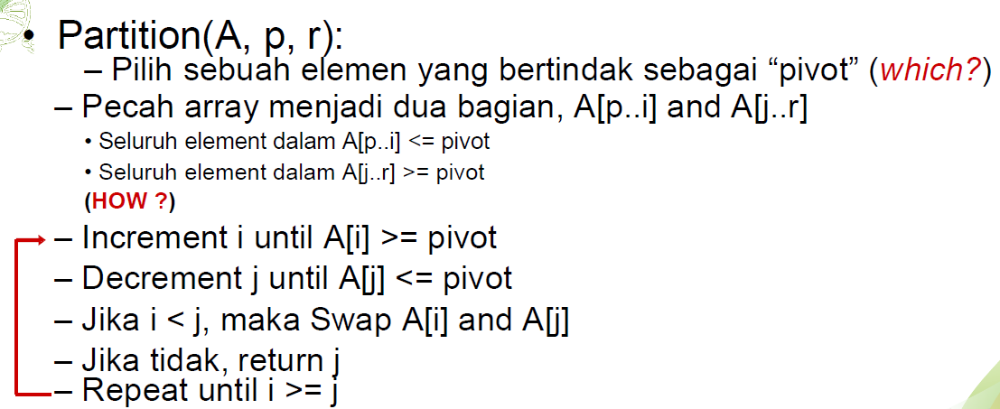 • Partition(A, p, r):
– Pilih sebuah elemen yang bertindak sebagai “pivot” (which?)
– Pecah array menjadi dua bagian, A[p..i] and A[j..r]
• Seluruh element dalam A[p..i] <= pivot
• Seluruh element dalam A[j..r] >= pivot
(HOW ?)
– Increment i until A[i] >= pivot
– Decrement j until A[j] <= pivot
– Jika i < j, maka Swap A[i] and A[j]
– Jika tidak, return j
– Repeat until i >= j